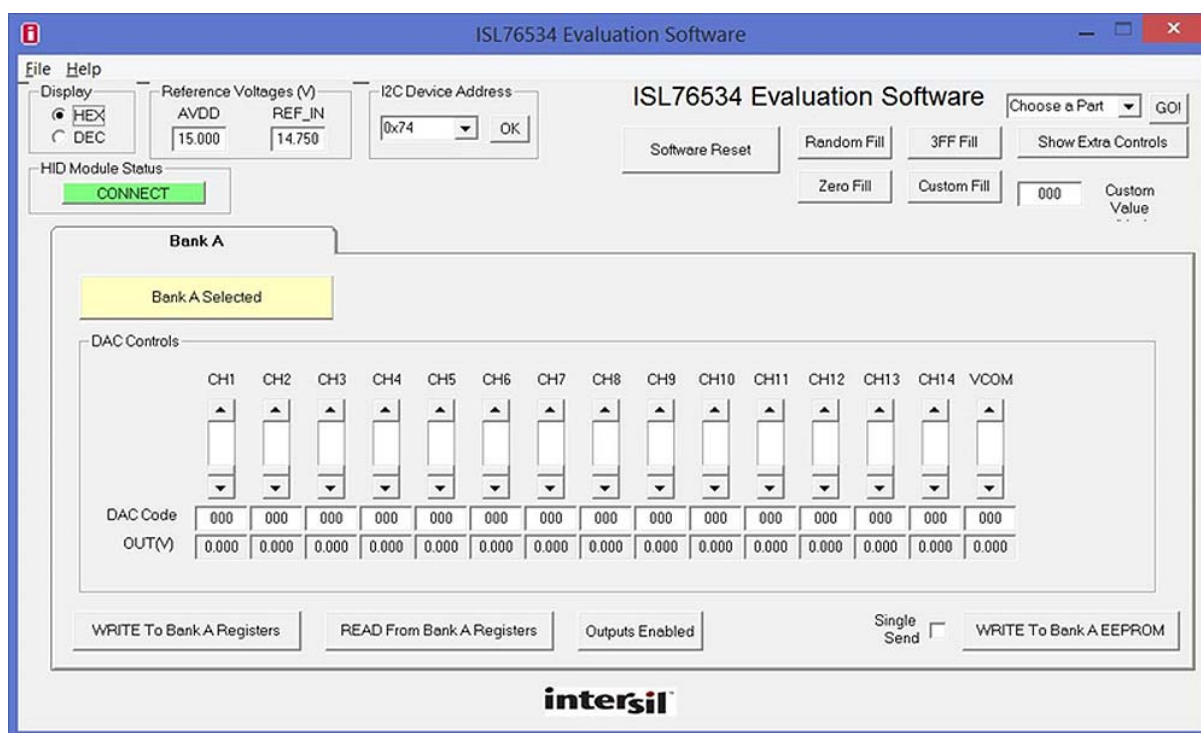 ISL76534 Evaluation Software
File Help
Display
HEX
DEC
Reference Voltages (V)
AVDD REF_IN
15.000 14.750
I2C Device Address
0x74 OK
HID Module Status
CONNECT
ISL76534 Evaluation Software
Choose a Part GO!
Software Reset Random Fill 3FF Fill Show Extra Controls
Zero Fill Custom Fill 000 Custom
Value
Bank A
Bank A Selected
DAC Controls
CH1 CH2 CH3 CH4 CH5 CH6 CH7 CH8 CH9 CH10 CH11 CH12 CH13 CH14 VCOM
DAC Code 000 000 000 000 000 000 000 000 000 000 000 000 000 000 000
OUT(V) 0.000 0.000 0.000 0.000 0.000 0.000 0.000 0.000 0.000 0.000 0.000 0.000 0.000 0.000 0.000
WRITE To Bank A Registers READ From Bank A Registers Outputs Enabled Single
Send WRITE To Bank A EEPROM
intersil